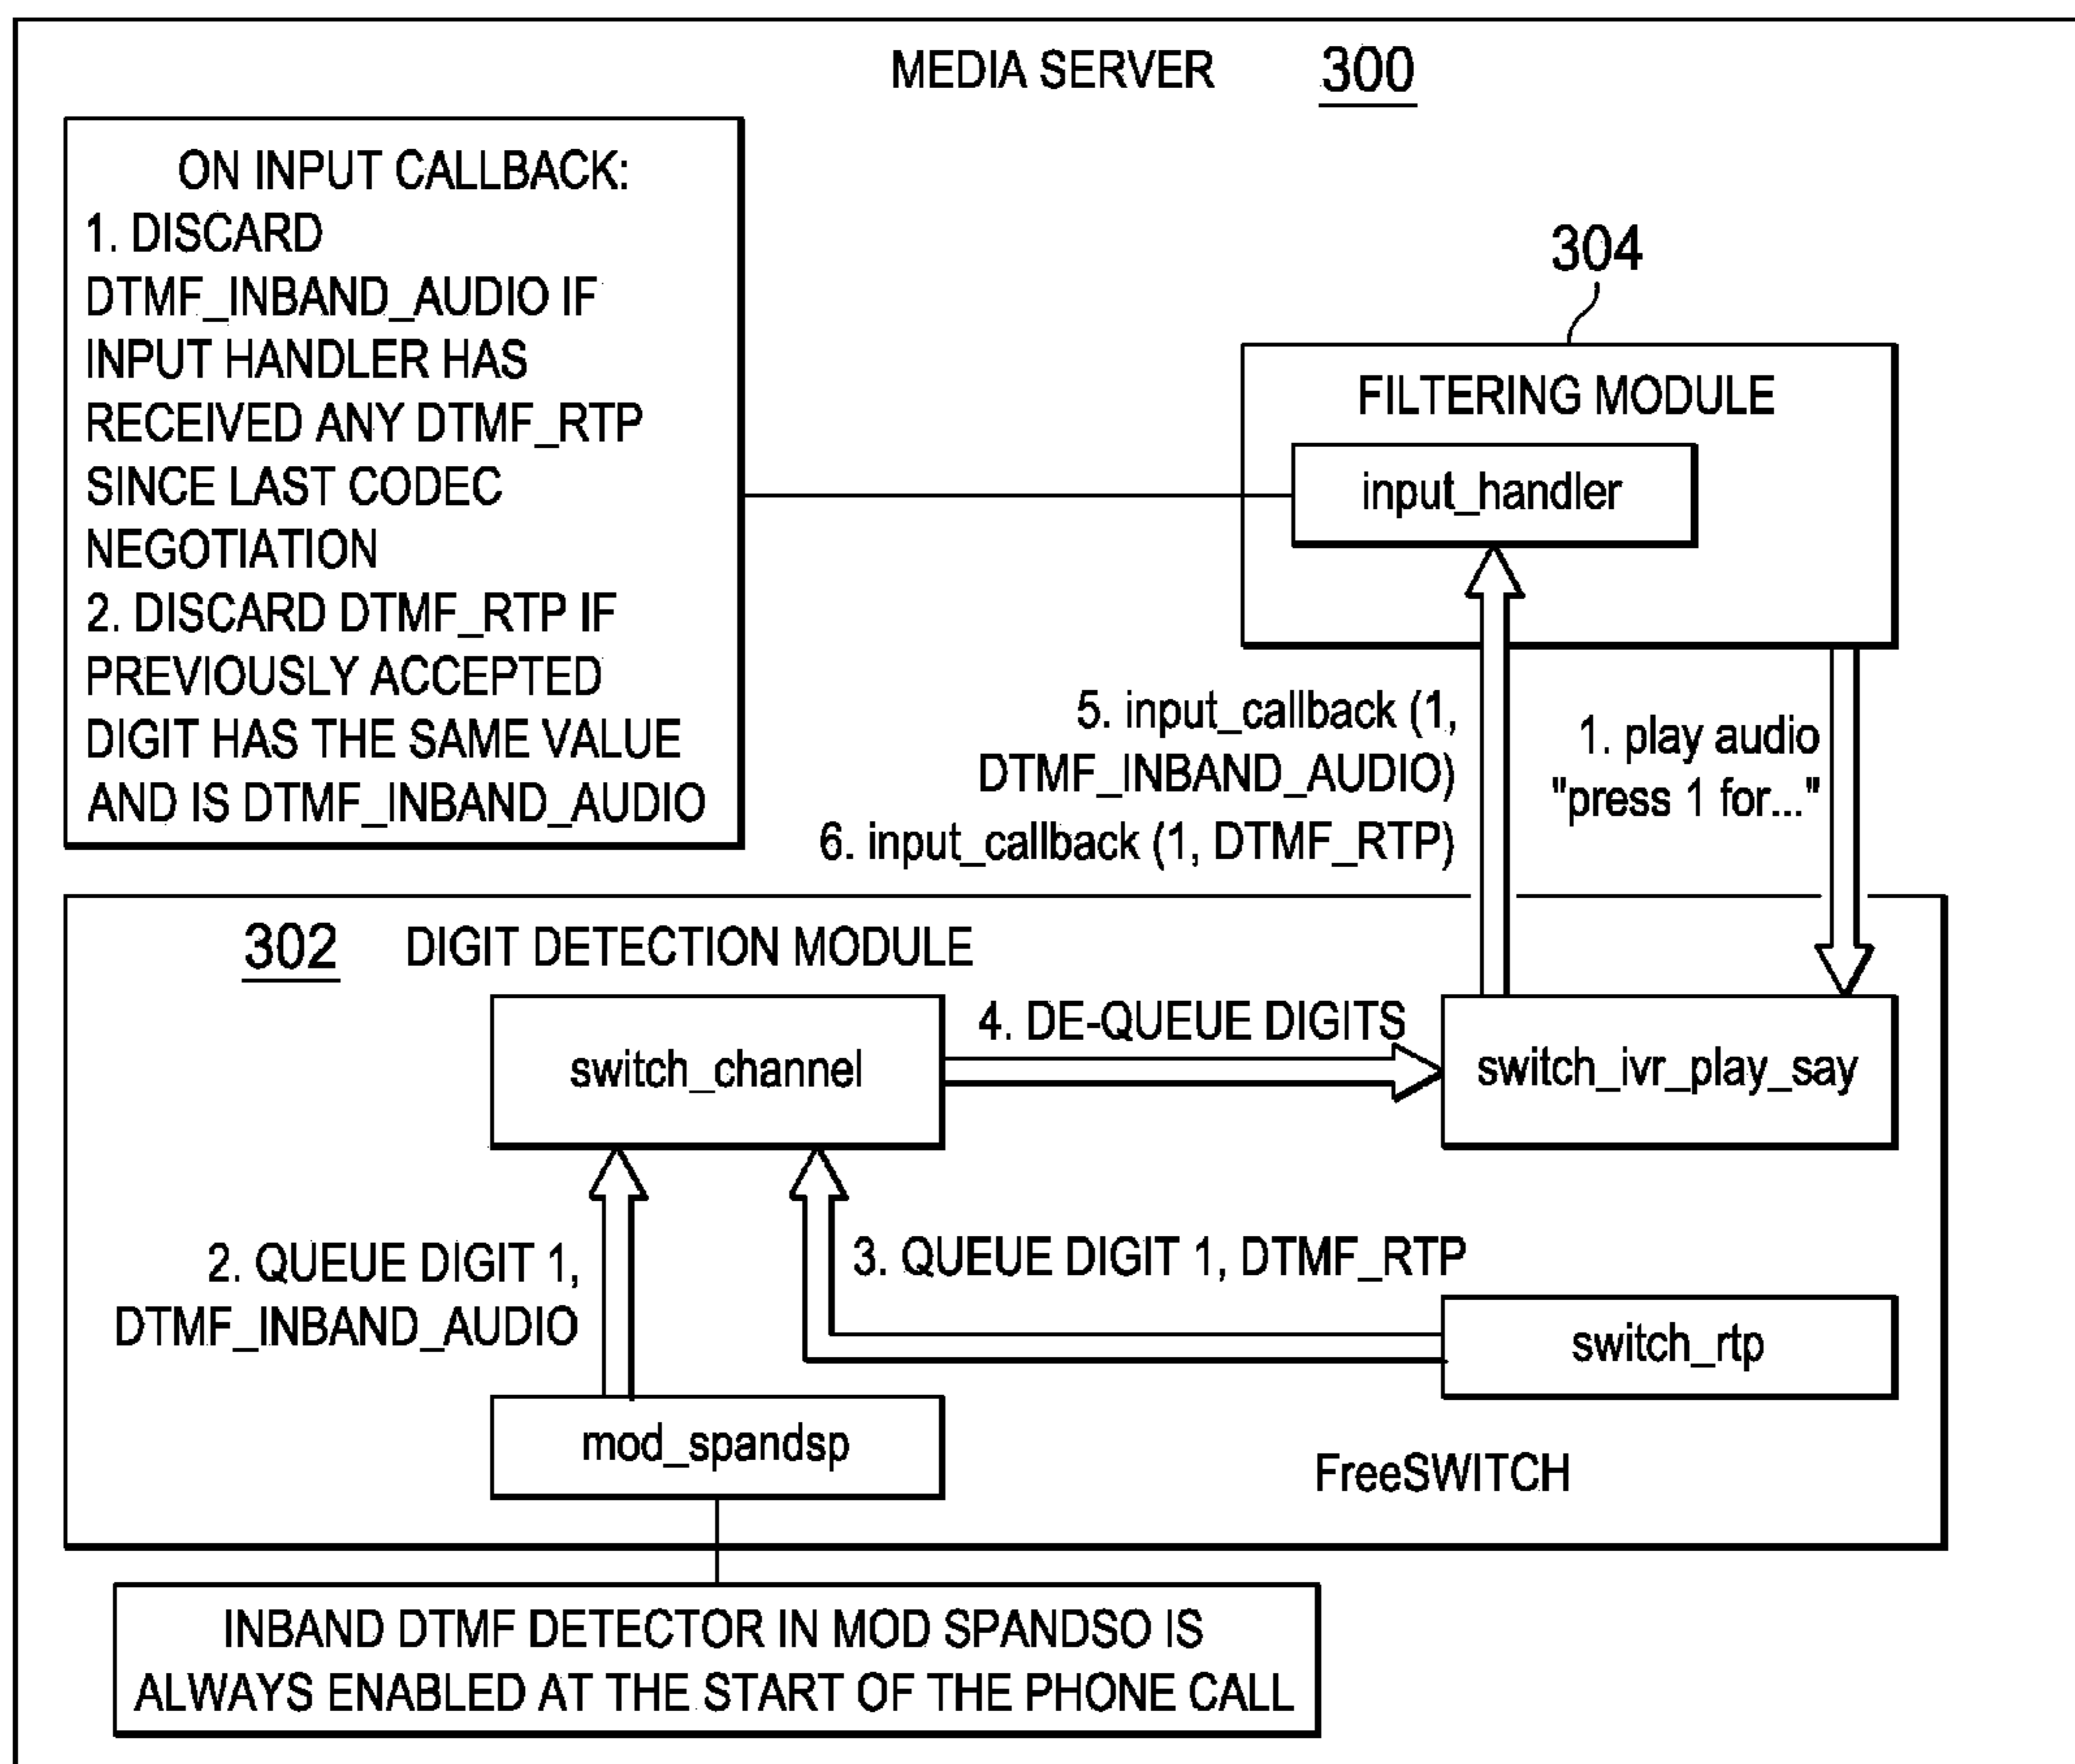 MEDIA SERVER 300
ON INPUT CALLBACK:
1. DISCARD
DTMF_INBAND_AUDIO IF
INPUT HANDLER HAS
RECEIVED ANY DTMF_RTP
SINCE LAST CODEC
NEGOTIATION
2. DISCARD DTMF_RTP IF
PREVIOUSLY ACCEPTED
DIGIT HAS THE SAME VALUE
AND IS DTMF_INBAND_AUDIO
304
FILTERING MODULE
input_handler
5. input_callback (1,
DTMF_INBAND_AUDIO)
6. input_callback (1, DTMF_RTP)
1. play audio
"press 1 for..."
302 DIGIT DETECTION MODULE
switch_channel
4. DE-QUEUE DIGITS
switch_ivr_play_say
2. QUEUE DIGIT 1,
DTMF_INBAND_AUDIO
3. QUEUE DIGIT 1, DTMF_RTP
switch_rtp
mod_spandsp
FreeSWITCH
INBAND DTMF DETECTOR IN MOD SPANDSO IS
ALWAYS ENABLED AT THE START OF THE PHONE CALL